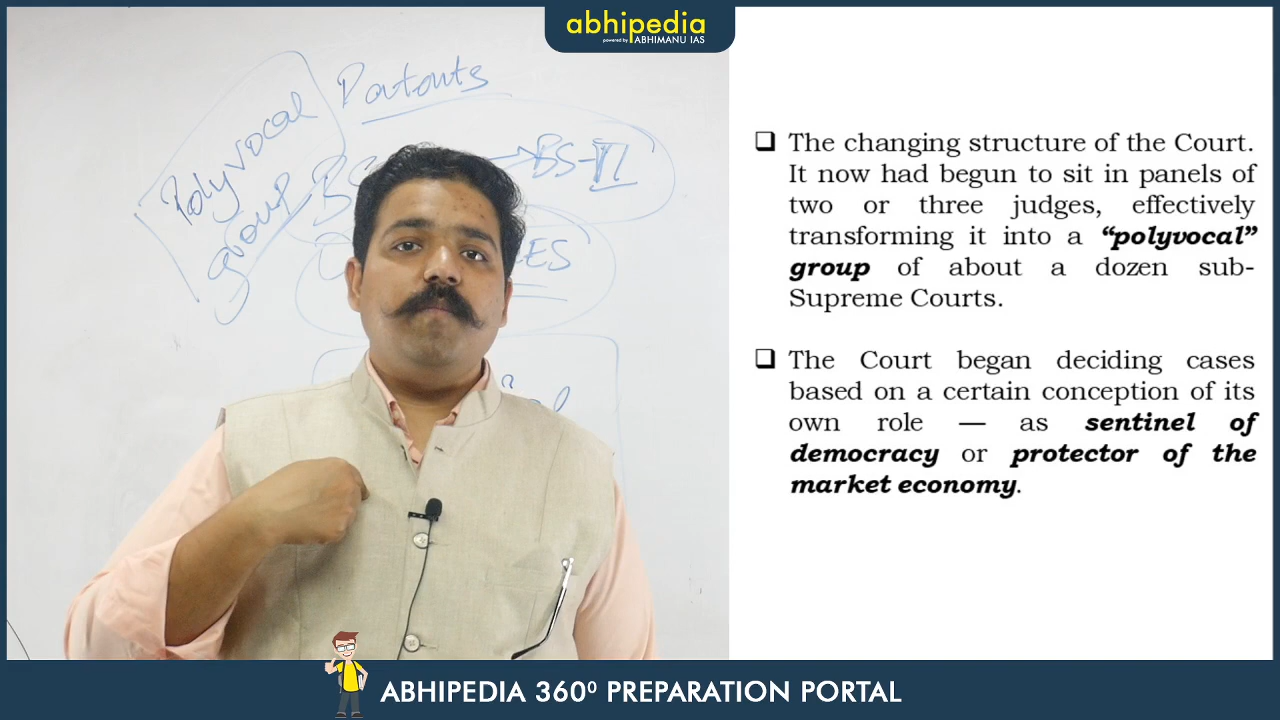 abhipedia
powered by ABHIMANU IAS
Patents
Polyvocal
group
BS-VI
ES
❑ The changing structure of the Court.
It now had begun to sit in panels of
two or three judges, effectively
transforming it into a “polyvocal”
group of about a dozen sub-
Supreme Courts.
❑ The Court began deciding cases
based on a certain conception of its
own role — as sentinel of
democracy or protector of the
market economy.
ABHIPEDIA 360⁰ PREPARATION PORTAL